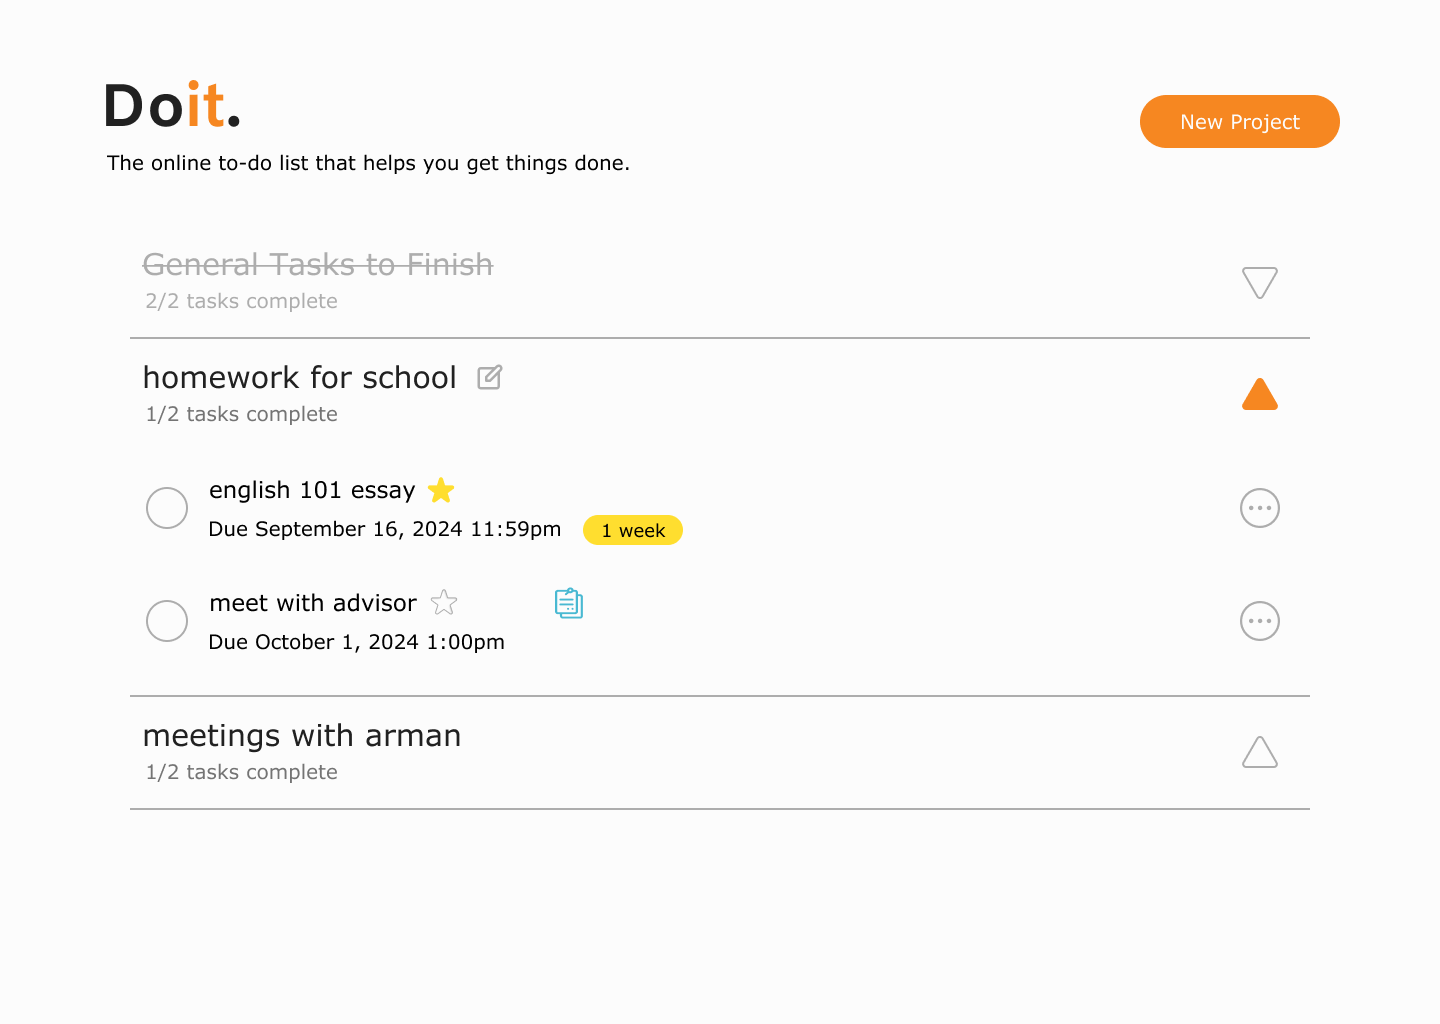 Doit.
New Project
The online to-do list that helps you get things done.
General Tasks to Finish
2/2 tasks complete
homework for school
1/2 tasks complete
english 101 essay
Due September 16, 2024 11:59pm
1 week
meet with advisor
Due October 1, 2024 1:00pm
meetings with arman
1/2 tasks complete